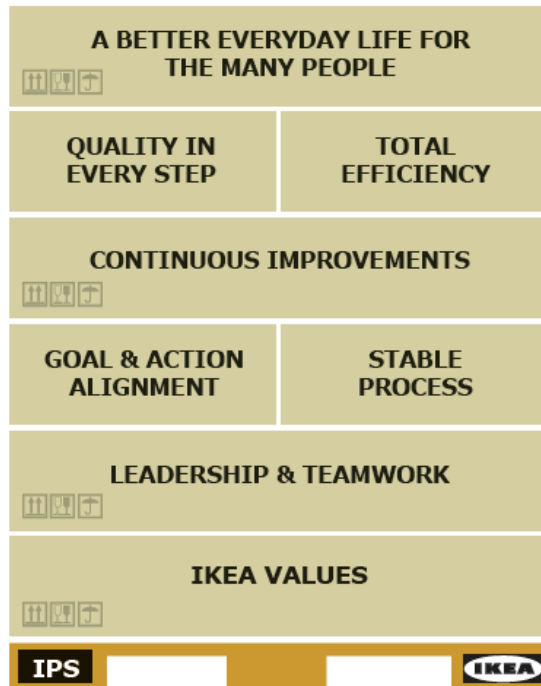 A BETTER EVERYDAY LIFE FOR
THE MANY PEOPLE
QUALITY IN
EVERY STEP
TOTAL
EFFICIENCY
CONTINUOUS IMPROVEMENTS
GOAL & ACTION
ALIGNMENT
STABLE
PROCESS
LEADERSHIP & TEAMWORK
IKEA VALUES
IPS
IKEA